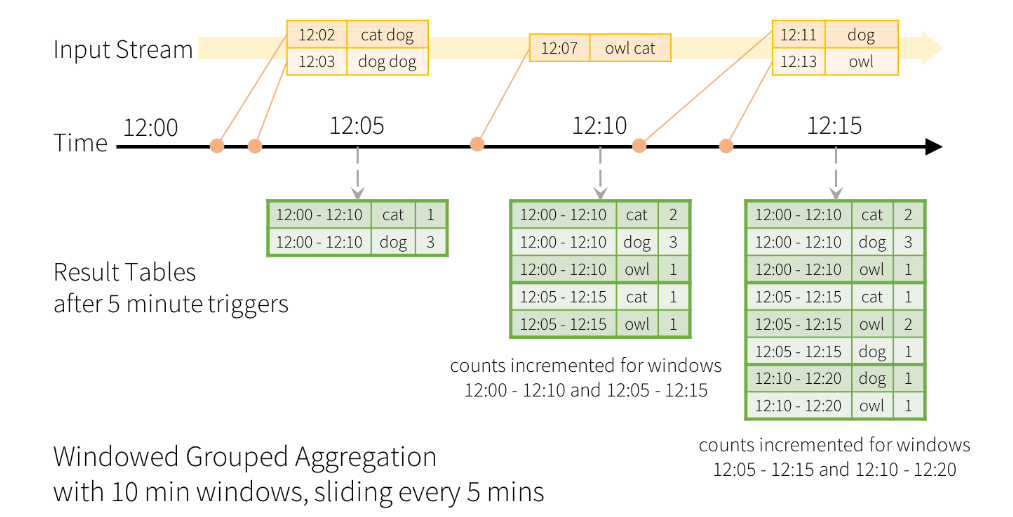 Input Stream
12:02 cat dog
12:03 dog dog
12:07 owl cat
12:11 dog
12:13 owl
Time
12:00
12:05
12:10
12:15
Result Tables
after 5 minute triggers
12:00 - 12:10 cat 1
12:00 - 12:10 dog 3
12:00 - 12:10 cat 2
12:00 - 12:10 dog 3
12:00 - 12:10 owl 1
12:05 - 12:15 cat 1
12:05 - 12:15 owl 1
counts incremented for windows
12:00 - 12:10 and 12:05 - 12:15
12:00 - 12:10 cat 2
12:00 - 12:10 dog 3
12:00 - 12:10 owl 1
12:05 - 12:15 cat 1
12:05 - 12:15 owl 2
12:05 - 12:15 dog 1
12:10 - 12:20 dog 1
12:10 - 12:20 owl 1
counts incremented for windows
12:05 - 12:15 and 12:10 - 12:20
Windowed Grouped Aggregation
with 10 min windows, sliding every 5 mins